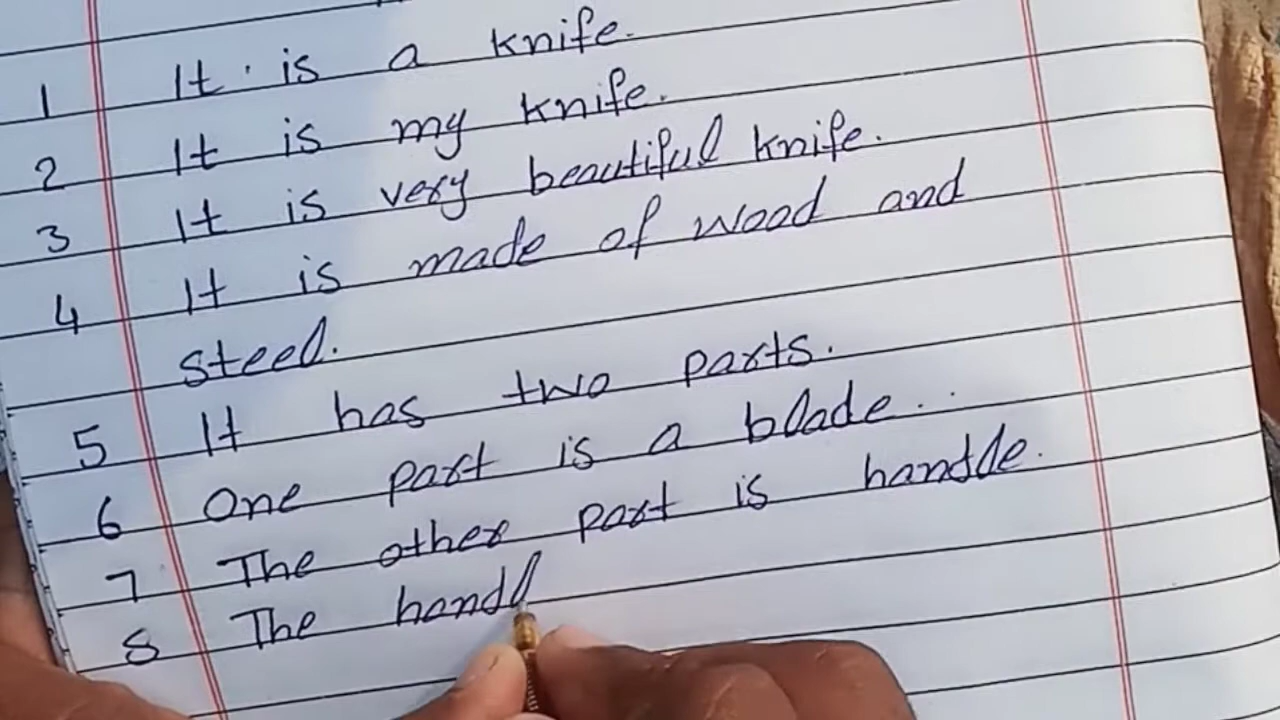 1 It is a knife.
2 It is my knife.
3 It is very beautiful knife.
4 It is made of wood and
steel.
5 It has two parts.
6 One part is a blade..
7 The other part is handle.
8 The handl